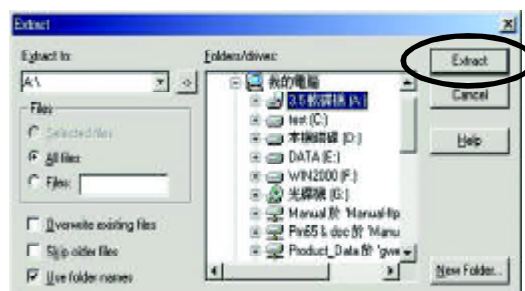 Extract
Extract to:
A:\
Files
Selected files
All files
Files:
Overwrite existing files
Skip older files
Use folder names
Folders/drives:
我的電腦
3.5 軟碟機 (A:)
test (C:)
本機磁碟 (D:)
DATA (E:)
WIN2000 (F:)
光碟機 (G:)
Manual 於 'Manual-ftp
Pm65 & doc 於 'Manu
Product_Data 於 'gwe
Extract
Cancel
Help
New Folder...